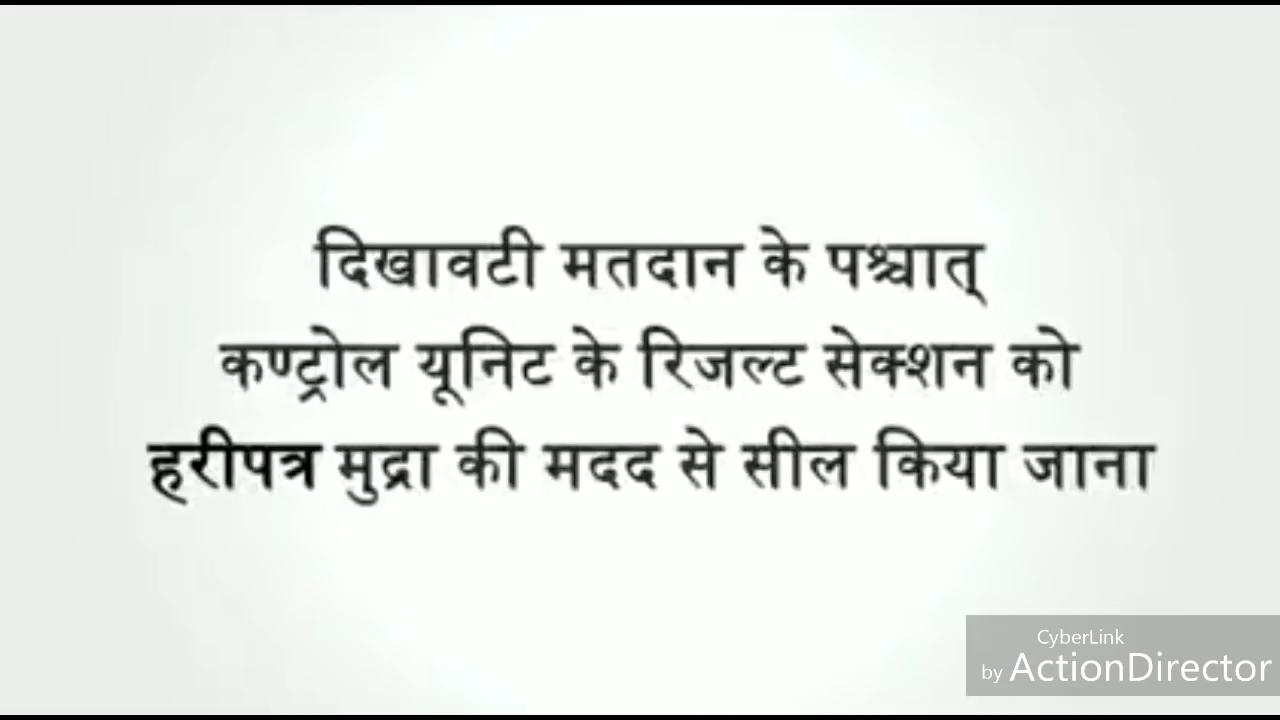 दिखावटी मतदान के पश्चात्
कण्ट्रोल यूनिट के रिजल्ट सेक्शन को
हरीपत्र मुद्रा की मदद से सील किया जाना
CyberLink
by ActionDirector